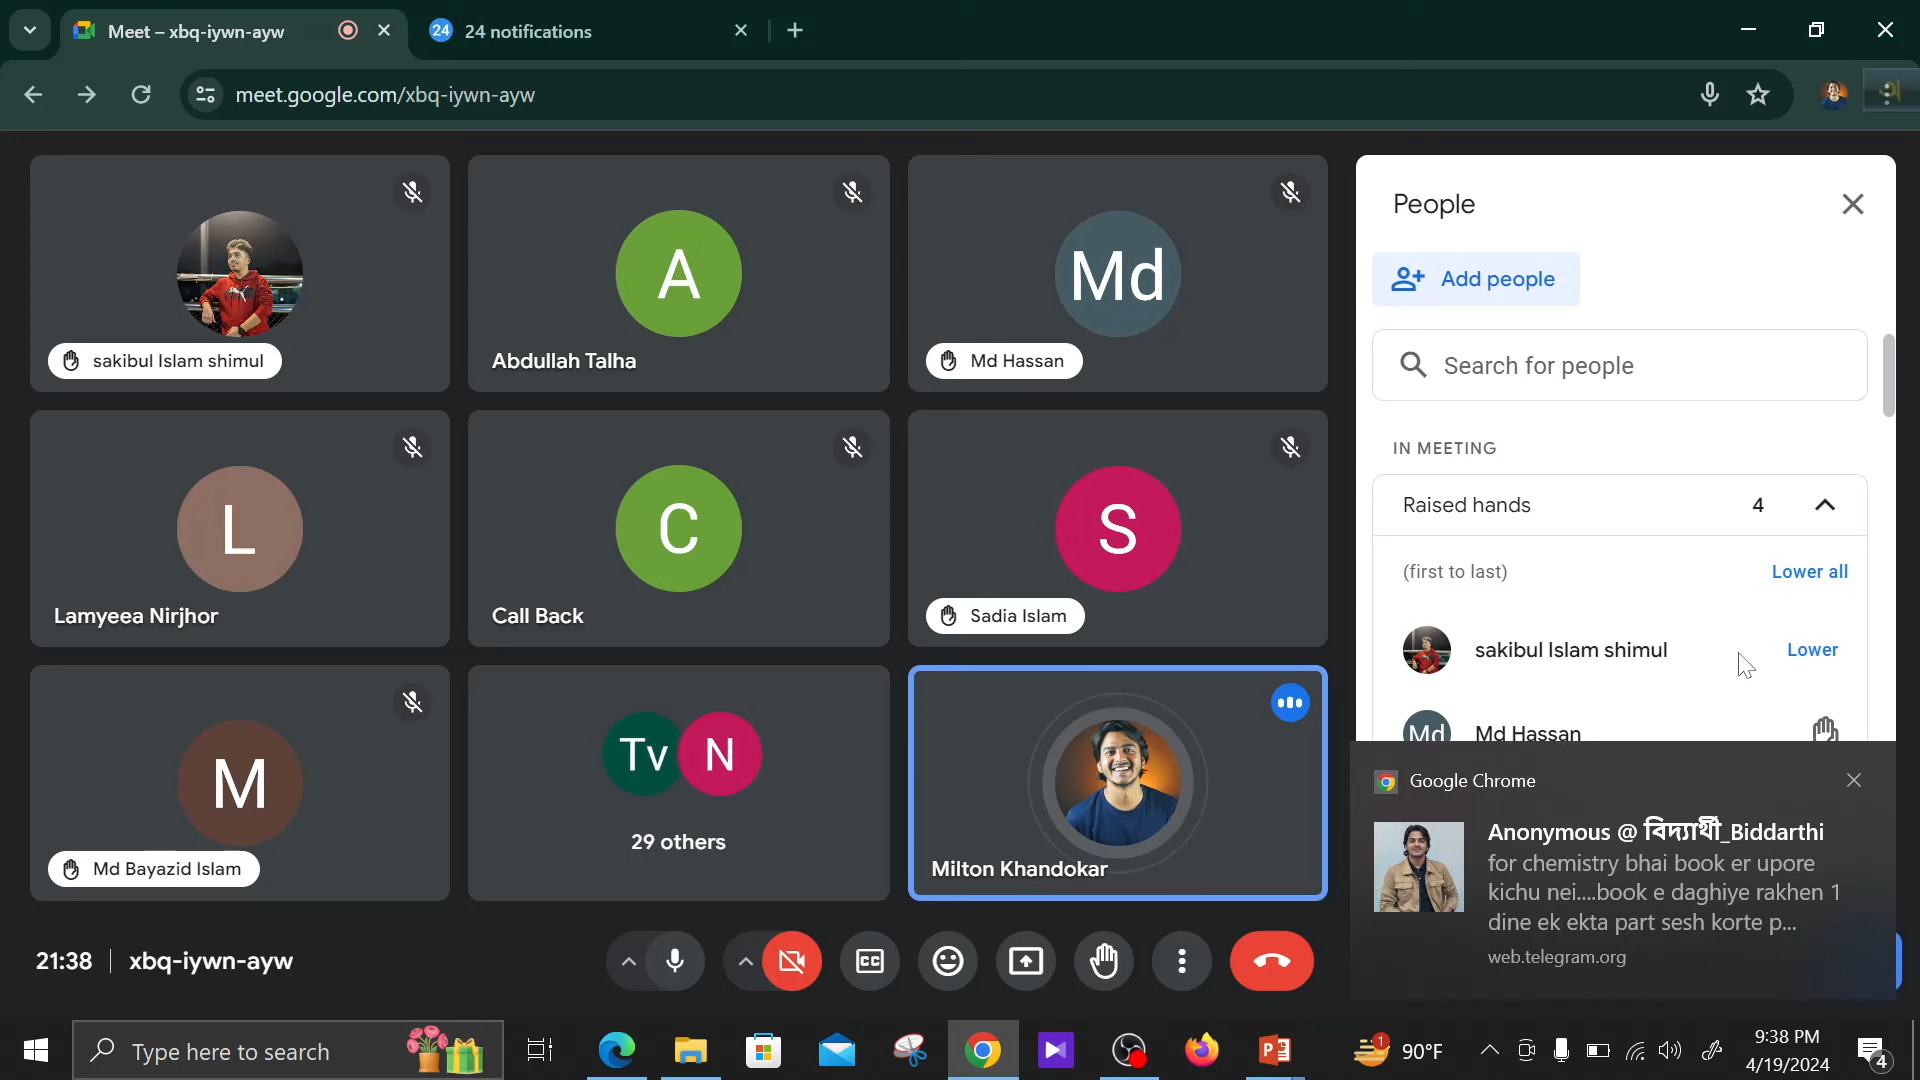 Meet – xbq-iywn-ayw
24
24 notifications
meet.google.com/xbq-iywn-ayw
sakibul Islam shimul
A
Abdullah Talha
Md
Md Hassan
L
Lamyeea Nirjhor
C
Call Back
S
Sadia Islam
M
Md Bayazid Islam
Tv N
29 others
Milton Khandokar
People
Add people
Search for people
IN MEETING
Raised hands 4
(first to last) Lower all
sakibul Islam shimul Lower
Md Md Hassan
Google Chrome
Anonymous @ বিদ্যার্থী_Biddarthi
for chemistry bhai book er upore
kichu nei....book e daghiye rakhen 1
dine ek ekta part sesh korte p...
web.telegram.org
21:38 xbq-iywn-ayw
CC
Type here to search
1
90°F
9:38 PM
4/19/2024
4